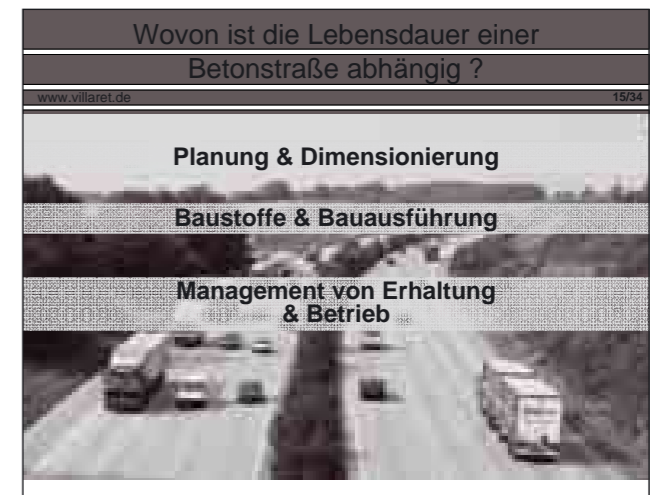 Wovon ist die Lebensdauer einer
Betonstraße abhängig ?
www.villaret.de 15/34
Planung & Dimensionierung
Baustoffe & Bauausführung
Management von Erhaltung
& Betrieb